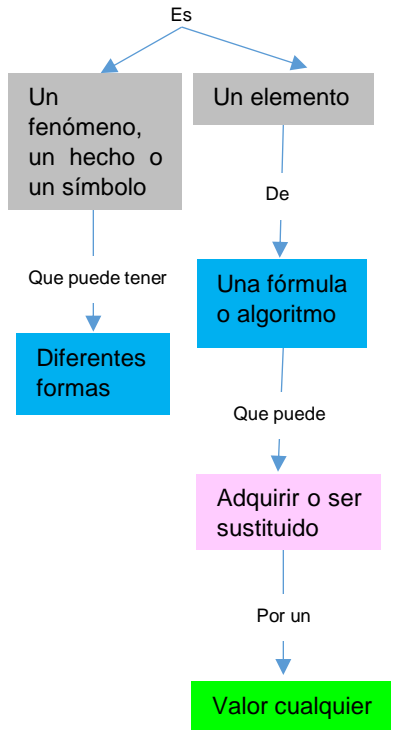 Es
Un
fenómeno,
un hecho o
un símbolo
Un elemento
De
Que puede tener
Una fórmula
o algoritmo
Diferentes
formas
Que puede
Adquirir o ser
sustituido
Por un
Valor cualquier